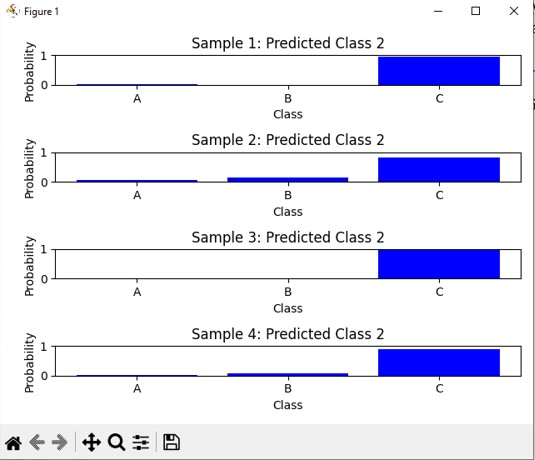 Figure 1
Sample 1: Predicted Class 2
Probability
1
0
A B C
Class
Sample 2: Predicted Class 2
Probability
1
0
A B C
Class
Sample 3: Predicted Class 2
Probability
1
0
A B C
Class
Sample 4: Predicted Class 2
Probability
1
0
A B C
Class